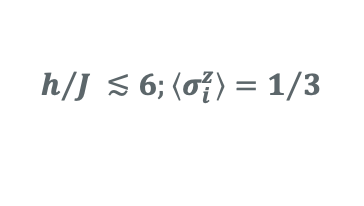 h/J ⪅ 6; ⟨σᵢᶻ⟩ = 1/3